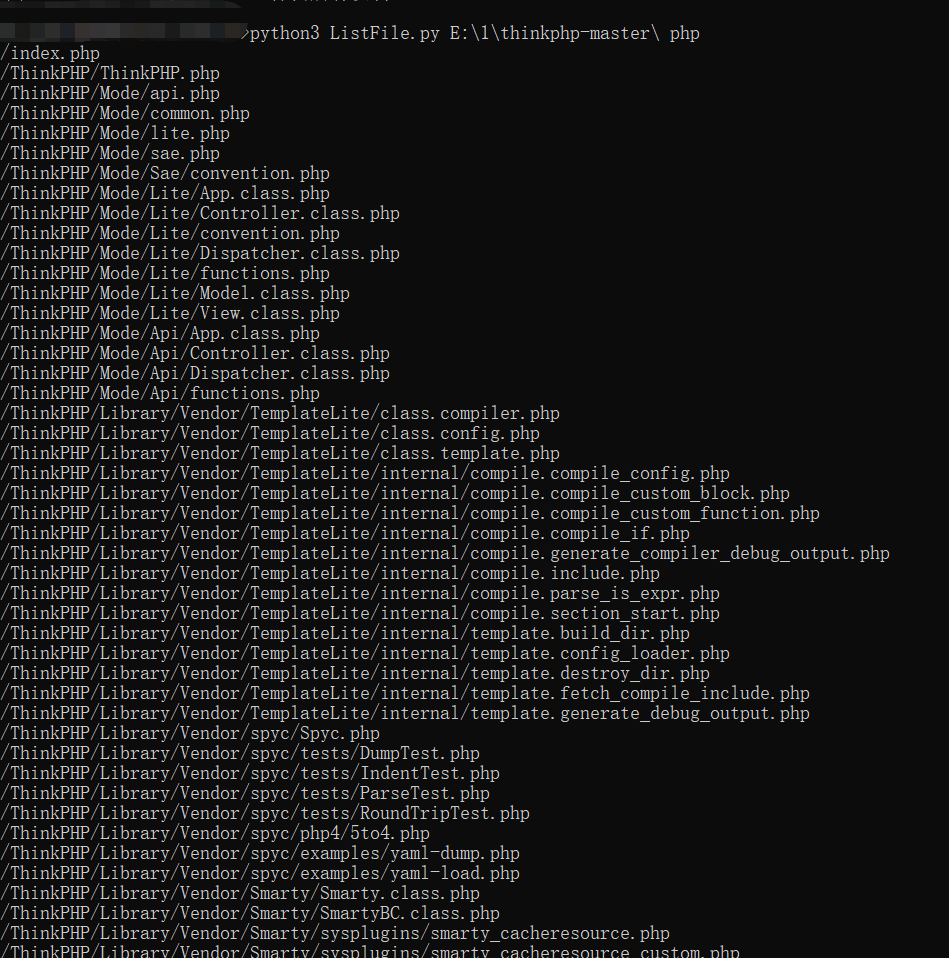 >python3 ListFile.py E:\1\thinkphp-master\ php
/index.php
/ThinkPHP/ThinkPHP.php
/ThinkPHP/Mode/api.php
/ThinkPHP/Mode/common.php
/ThinkPHP/Mode/lite.php
/ThinkPHP/Mode/sae.php
/ThinkPHP/Mode/Sae/convention.php
/ThinkPHP/Mode/Lite/App.class.php
/ThinkPHP/Mode/Lite/Controller.class.php
/ThinkPHP/Mode/Lite/convention.php
/ThinkPHP/Mode/Lite/Dispatcher.class.php
/ThinkPHP/Mode/Lite/functions.php
/ThinkPHP/Mode/Lite/Model.class.php
/ThinkPHP/Mode/Lite/View.class.php
/ThinkPHP/Mode/Api/App.class.php
/ThinkPHP/Mode/Api/Controller.class.php
/ThinkPHP/Mode/Api/Dispatcher.class.php
/ThinkPHP/Mode/Api/functions.php
/ThinkPHP/Library/Vendor/TemplateLite/class.compiler.php
/ThinkPHP/Library/Vendor/TemplateLite/class.config.php
/ThinkPHP/Library/Vendor/TemplateLite/class.template.php
/ThinkPHP/Library/Vendor/TemplateLite/internal/compile.compile_config.php
/ThinkPHP/Library/Vendor/TemplateLite/internal/compile.compile_custom_block.php
/ThinkPHP/Library/Vendor/TemplateLite/internal/compile.compile_custom_function.php
/ThinkPHP/Library/Vendor/TemplateLite/internal/compile.compile_if.php
/ThinkPHP/Library/Vendor/TemplateLite/internal/compile.generate_compiler_debug_output.php
/ThinkPHP/Library/Vendor/TemplateLite/internal/compile.include.php
/ThinkPHP/Library/Vendor/TemplateLite/internal/compile.parse_is_expr.php
/ThinkPHP/Library/Vendor/TemplateLite/internal/compile.section_start.php
/ThinkPHP/Library/Vendor/TemplateLite/internal/template.build_dir.php
/ThinkPHP/Library/Vendor/TemplateLite/internal/template.config_loader.php
/ThinkPHP/Library/Vendor/TemplateLite/internal/template.destroy_dir.php
/ThinkPHP/Library/Vendor/TemplateLite/internal/template.fetch_compile_include.php
/ThinkPHP/Library/Vendor/TemplateLite/internal/template.generate_debug_output.php
/ThinkPHP/Library/Vendor/spyc/Spyc.php
/ThinkPHP/Library/Vendor/spyc/tests/DumpTest.php
/ThinkPHP/Library/Vendor/spyc/tests/IndentTest.php
/ThinkPHP/Library/Vendor/spyc/tests/ParseTest.php
/ThinkPHP/Library/Vendor/spyc/tests/RoundTripTest.php
/ThinkPHP/Library/Vendor/spyc/php4/5to4.php
/ThinkPHP/Library/Vendor/spyc/examples/yaml-dump.php
/ThinkPHP/Library/Vendor/spyc/examples/yaml-load.php
/ThinkPHP/Library/Vendor/Smarty/Smarty.class.php
/ThinkPHP/Library/Vendor/Smarty/SmartyBC.class.php
/ThinkPHP/Library/Vendor/Smarty/sysplugins/smarty_cacheresource.php
/ThinkPHP/Library/Vendor/Smarty/sysplugins/smarty_cacheresource_custom.php